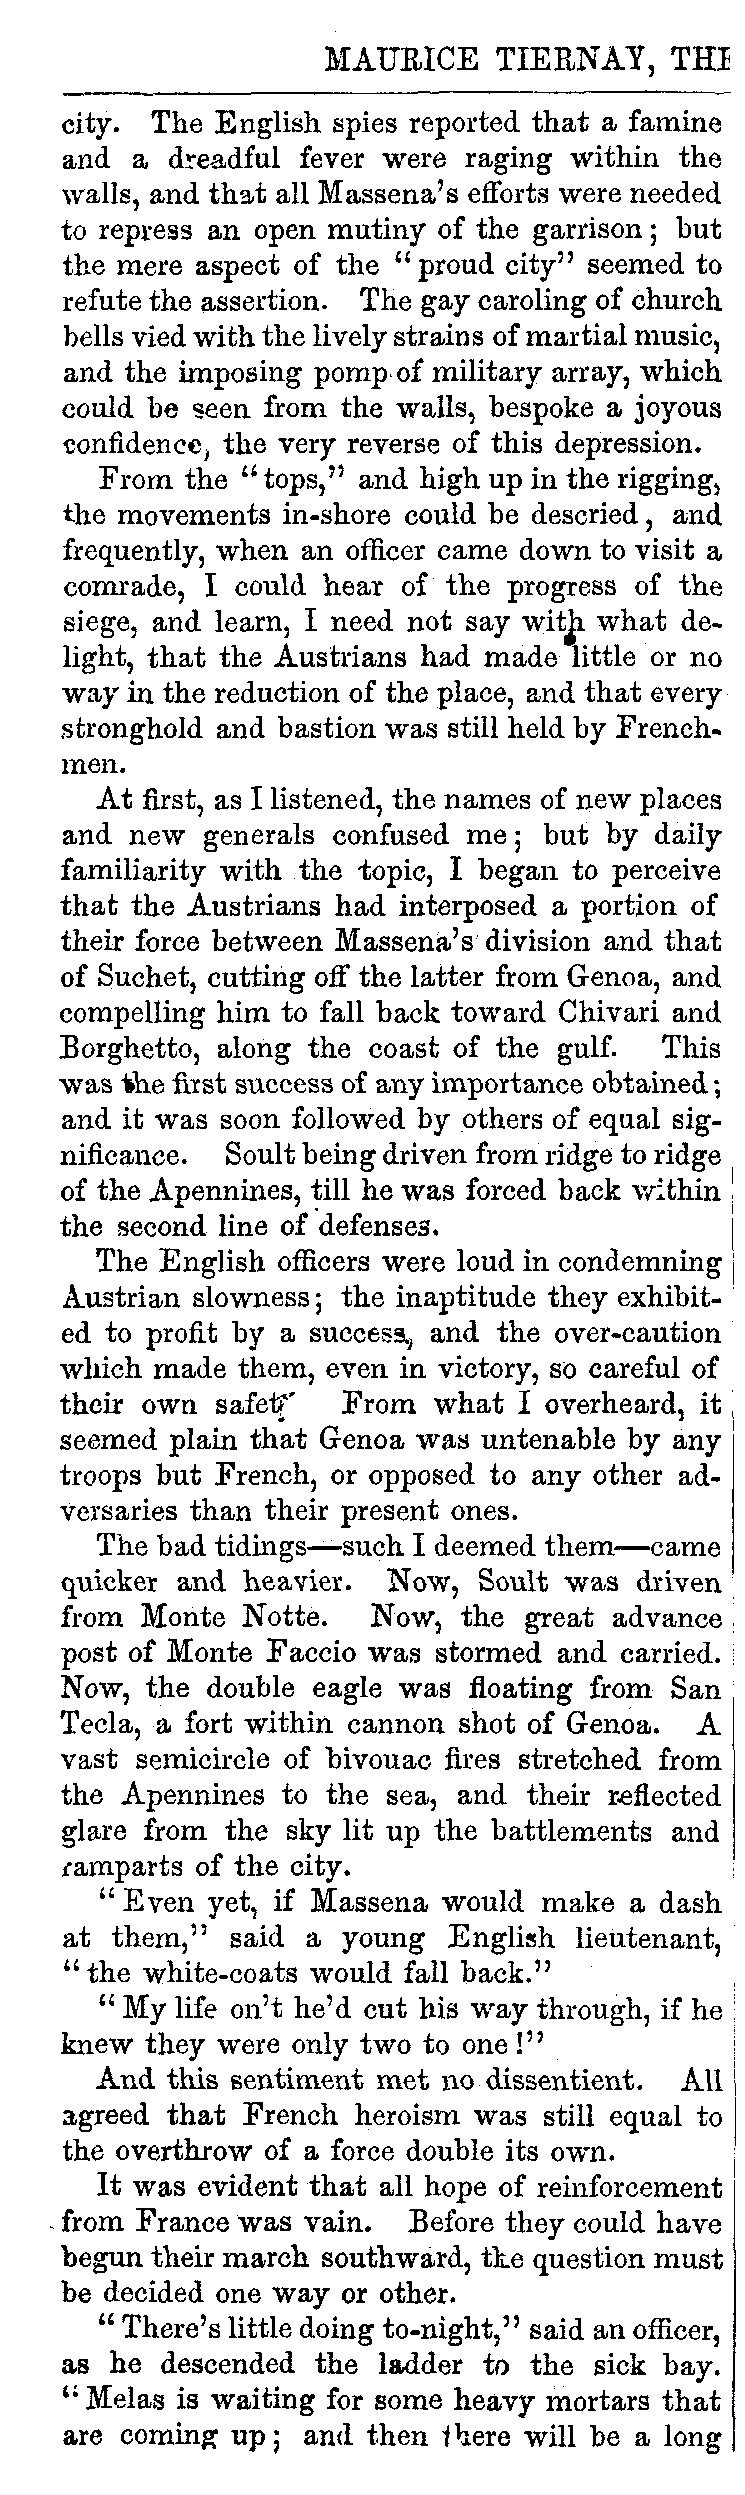 MAURICE TIERNAY, THE
city. The English spies reported that a famine
and a dreadful fever were raging within the
walls, and that all Massena's efforts were needed
to repress an open mutiny of the garrison; but
the mere aspect of the "proud city" seemed to
refute the assertion. The gay caroling of church
bells vied with the lively strains of martial music,
and the imposing pomp of military array, which
could be seen from the walls, bespoke a joyous
confidence, the very reverse of this depression.
From the "tops," and high up in the rigging,
the movements in-shore could be descried, and
frequently, when an officer came down to visit a
comrade, I could hear of the progress of the
siege, and learn, I need not say with what de-
light, that the Austrians had made little or no
way in the reduction of the place, and that every
stronghold and bastion was still held by French-
men.
At first, as I listened, the names of new places
and new generals confused me; but by daily
familiarity with the topic, I began to perceive
that the Austrians had interposed a portion of
their force between Massena's division and that
of Suchet, cutting off the latter from Genoa, and
compelling him to fall back toward Chivari and
Borghetto, along the coast of the gulf. This
was the first success of any importance obtained;
and it was soon followed by others of equal sig-
nificance. Soult being driven from ridge to ridge
of the Apennines, till he was forced back within
the second line of defenses.
The English officers were loud in condemning
Austrian slowness; the inaptitude they exhibit-
ed to profit by a success, and the over-caution
which made them, even in victory, so careful of
their own safety From what I overheard, it
seemed plain that Genoa was untenable by any
troops but French, or opposed to any other ad-
versaries than their present ones.
The bad tidings—such I deemed them—came
quicker and heavier. Now, Soult was driven
from Monte Notte. Now, the great advance
post of Monte Faccio was stormed and carried.
Now, the double eagle was floating from San
Tecla, a fort within cannon shot of Genoa. A
vast semicircle of bivouac fires stretched from
the Apennines to the sea, and their reflected
glare from the sky lit up the battlements and
ramparts of the city.
"Even yet, if Massena would make a dash
at them," said a young English lieutenant,
"the white-coats would fall back."
"My life on't he'd cut his way through, if he
knew they were only two to one!"
And this sentiment met no dissentient. All
agreed that French heroism was still equal to
the overthrow of a force double its own.
It was evident that all hope of reinforcement
from France was vain. Before they could have
begun their march southward, the question must
be decided one way or other.
"There's little doing to-night," said an officer,
as he descended the ladder to the sick bay.
"Melas is waiting for some heavy mortars that
are coming up; and then there will be a long